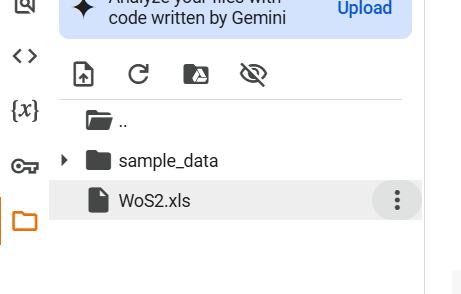 Analyze your files with
code written by Gemini
Upload
{x}
..
sample_data
WoS2.xls